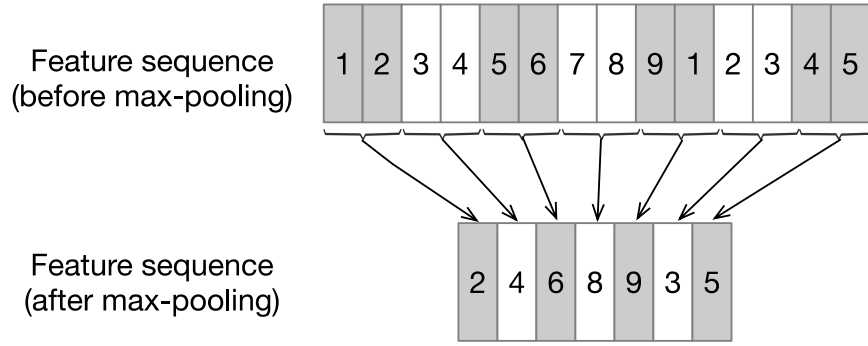 Feature sequence
(before max-pooling)
1 2 3 4 5 6 7 8 9 1 2 3 4 5
Feature sequence
(after max-pooling)
2 4 6 8 9 3 5